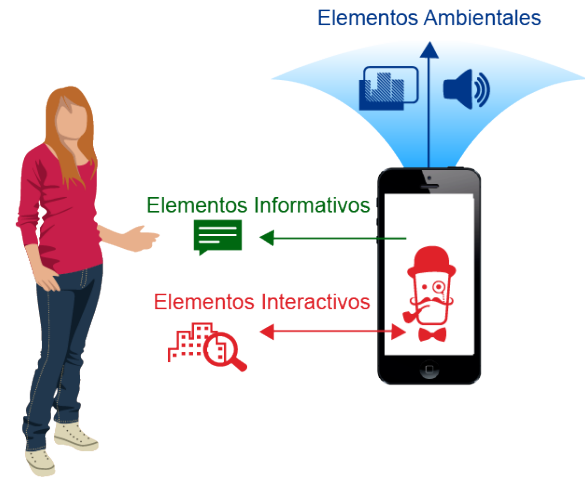 Elementos Ambientales
Elementos Informativos
Elementos Interactivos